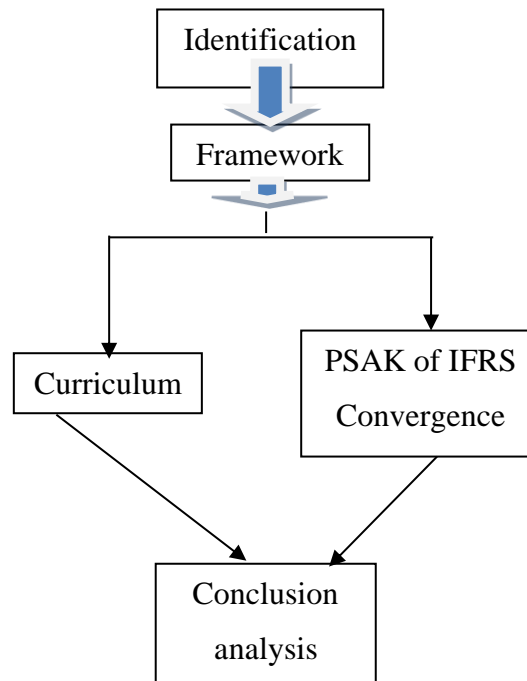 Identification
Framework
Curriculum
PSAK of IFRS
Convergence
Conclusion
analysis